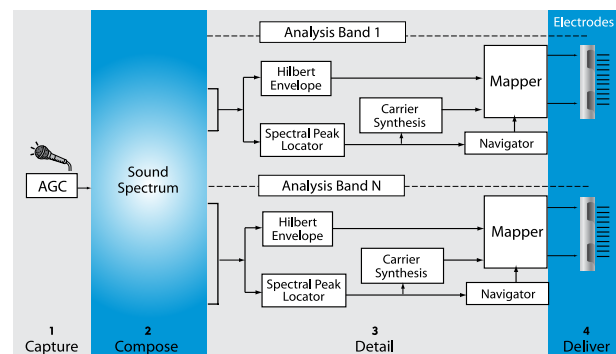 Electrodes
Analysis Band 1
Hilbert
Envelope
Mapper
Carrier
Synthesis
Spectral Peak
Locator
Navigator
Sound
Spectrum
AGC
Analysis Band N
Hilbert
Envelope
Mapper
Carrier
Synthesis
Spectral Peak
Locator
Navigator
1
Capture
2
Compose
3
Detail
4
Deliver